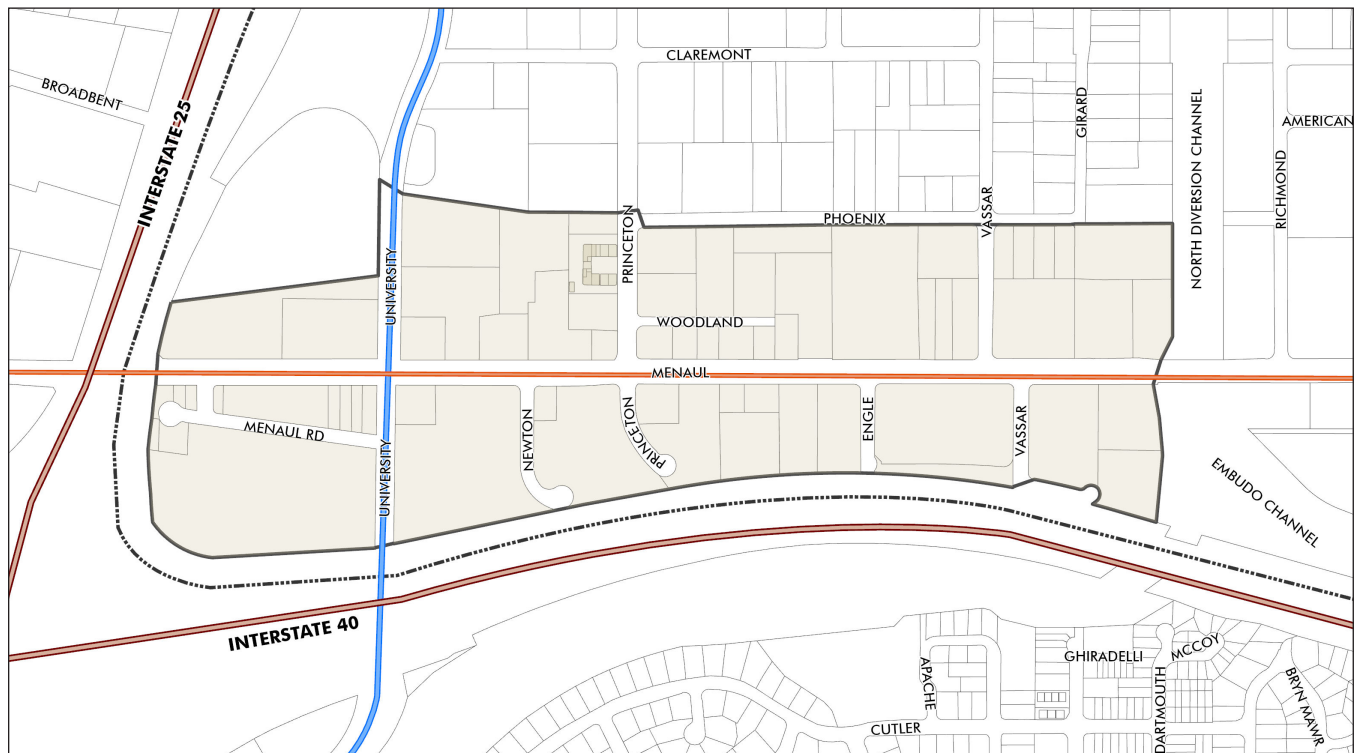 CLAREMONT
BROADBENT
INTERSTATE 25
GIRARD
NORTH DIVERSION CHANNEL
AMERICAN
RICHMOND
VASSAR
PHOENIX
PRINCETON
UNIVERSITY
WOODLAND
MENAUL
MENAUL RD
NEWTON
PRINCETON
ENGLE
VASSAR
UNIVERSITY
EMBUDO CHANNEL
INTERSTATE 40
APACHE
GHIRADELLI
MCCOY
DARTMOUTH
BRYN MAWR
CUTLER